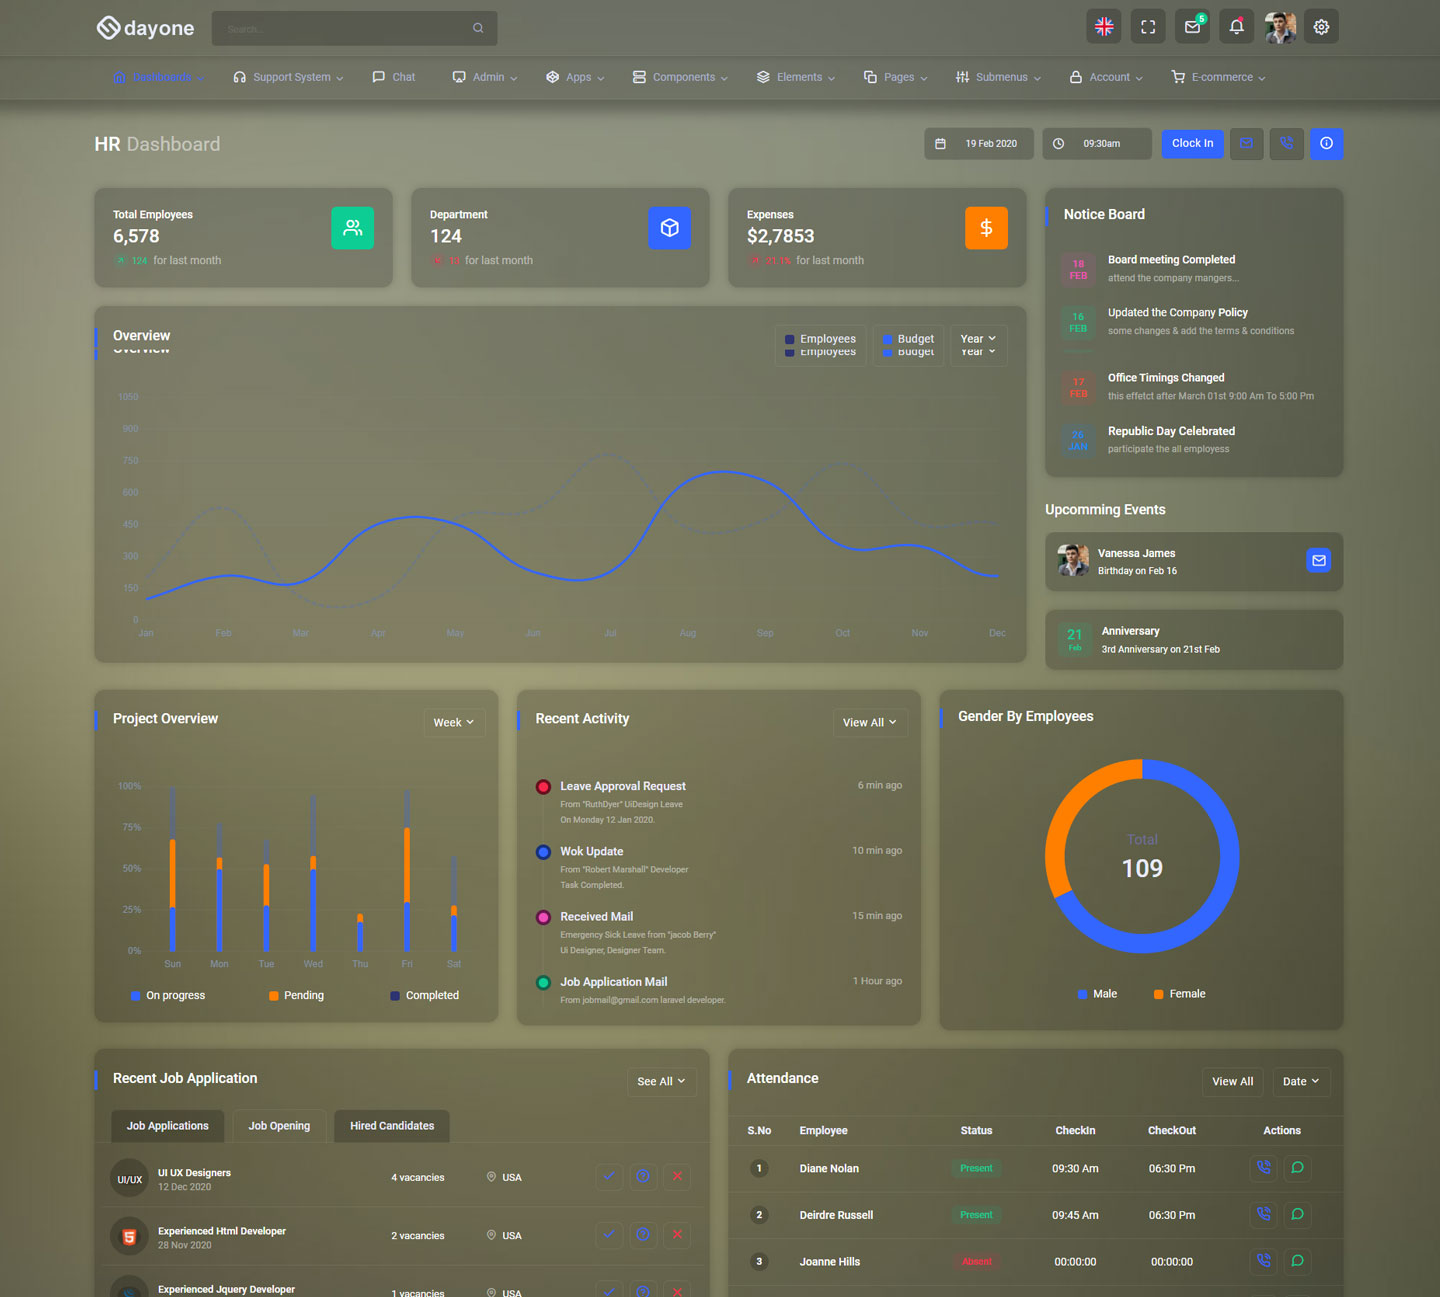 dayone
Search...
5
Dashboards
Support System
Chat
Admin
Apps
Components
Elements
Pages
Submenus
Account
E-commerce
HR Dashboard
19 Feb 2020
09:30am
Clock In
Total Employees
6,578
124 for last month
Department
124
for last month
Expenses
$2,7853
21.1% for last month
Notice Board
18 FEB
Board meeting Completed
attend the company mangers...
16 FEB
Updated the Company Policy
some changes & add the terms & conditions
17 FEB
Office Timings Changed
this effetct after March 01st 9:00 Am To 5:00 Pm
26 JAN
Republic Day Celebrated
participate the all employess
Overview
Overview
Employees
Budget
Year
Employees
Budget
Year
1050
900
750
600
450
300
150
0
Jan Feb Mar Apr May Jun Jul Aug Sep Oct Nov Dec
Upcomming Events
Vanessa James
Birthday on Feb 16
21 Feb
Anniversary
3rd Anniversary on 21st Feb
Project Overview
Week
100%
75%
50%
25%
0%
Sun Mon Tue Wed Thu Fri Sat
On progress
Pending
Completed
Recent Activity
View All
Leave Approval Request
6 min ago
From "RuthDyer" UiDesign Leave
On Monday 12 Jan 2020.
Wok Update
10 min ago
From "Robert Marshall" Developer
Task Completed.
Received Mail
15 min ago
Emergency Sick Leave from "jacob Berry"
Ui Designer, Designer Team.
Job Application Mail
1 Hour ago
From jobmail@gmail.com laravel developer.
Gender By Employees
Total
109
Male
Female
Recent Job Application
See All
Job Applications
Job Opening
Hired Candidates
UI/UX
UI UX Designers
12 Dec 2020
4 vacancies
USA
5
Experienced Html Developer
28 Nov 2020
2 vacancies
USA
Experienced Jquery Developer
1 vacancies
USA
Attendance
View All
Date
S.No Employee Status CheckIn CheckOut Actions
1 Diane Nolan Present 09:30 Am 06:30 Pm
2 Deirdre Russell Present 09:45 Am 06:30 Pm
3 Joanne Hills Absent 00:00:00 00:00:00